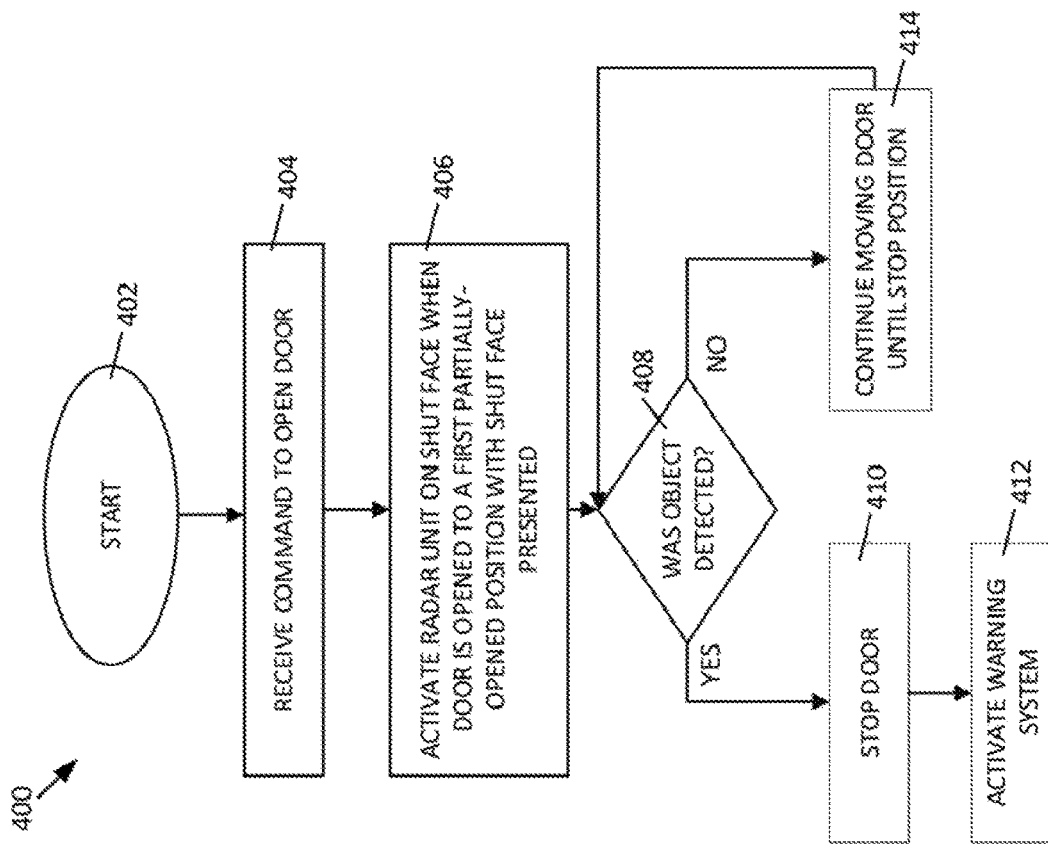 400
START
402
RECEIVE COMMAND TO OPEN DOOR
404
ACTIVATE RADAR UNIT ON SHUT FACE WHEN
DOOR IS OPENED TO A FIRST PARTIALLY-
OPENED POSITION WITH SHUT FACE
PRESENTED
406
WAS OBJECT
DETECTED?
408
YES
NO
STOP DOOR
410
ACTIVATE WARNING
SYSTEM
412
CONTINUE MOVING DOOR
UNTIL STOP POSITION
414